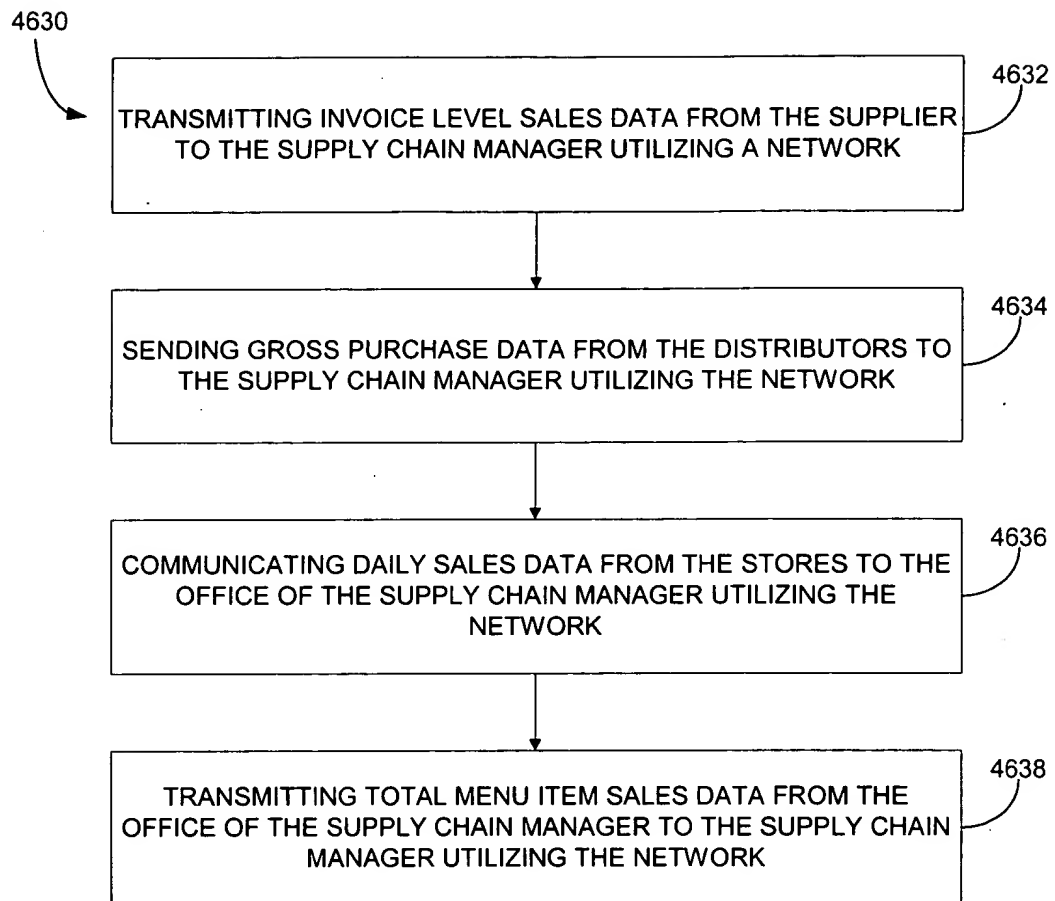 4630
4632
TRANSMITTING INVOICE LEVEL SALES DATA FROM THE SUPPLIER
TO THE SUPPLY CHAIN MANAGER UTILIZING A NETWORK
4634
SENDING GROSS PURCHASE DATA FROM THE DISTRIBUTORS TO
THE SUPPLY CHAIN MANAGER UTILIZING THE NETWORK
4636
COMMUNICATING DAILY SALES DATA FROM THE STORES TO THE
OFFICE OF THE SUPPLY CHAIN MANAGER UTILIZING THE
NETWORK
4638
TRANSMITTING TOTAL MENU ITEM SALES DATA FROM THE
OFFICE OF THE SUPPLY CHAIN MANAGER TO THE SUPPLY CHAIN
MANAGER UTILIZING THE NETWORK